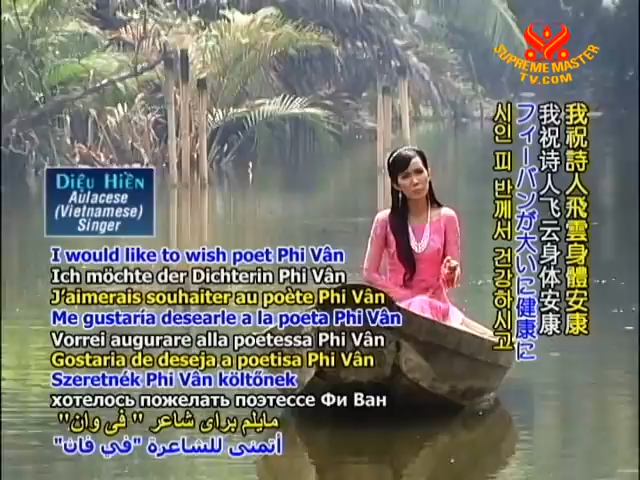 SUPREME MASTER
TV.COM
DIỆU HIỀN
Aulacese
(Vietnamese)
Singer
I would like to wish poet Phi Vân
Ich möchte der Dichterin Phi Vân
J'aimerais souhaiter au poète Phi Vân
Me gustaría desearle a la poeta Phi Vân
Vorrei augurare alla poetessa Phi Vân
Gostaria de deseja a poetisa Phi Vân
Szeretnék Phi Vân költőnek
хотелось пожелать поэтессе Фи Ван
مایلم برای شاعر " فی وان"
أتمنى للشاعرة "في فان"
我祝詩人飛雲身體安康
我祝诗人飞云身体安康
フィーバンが大いに健康に
시인 피 반께서 건강하시고